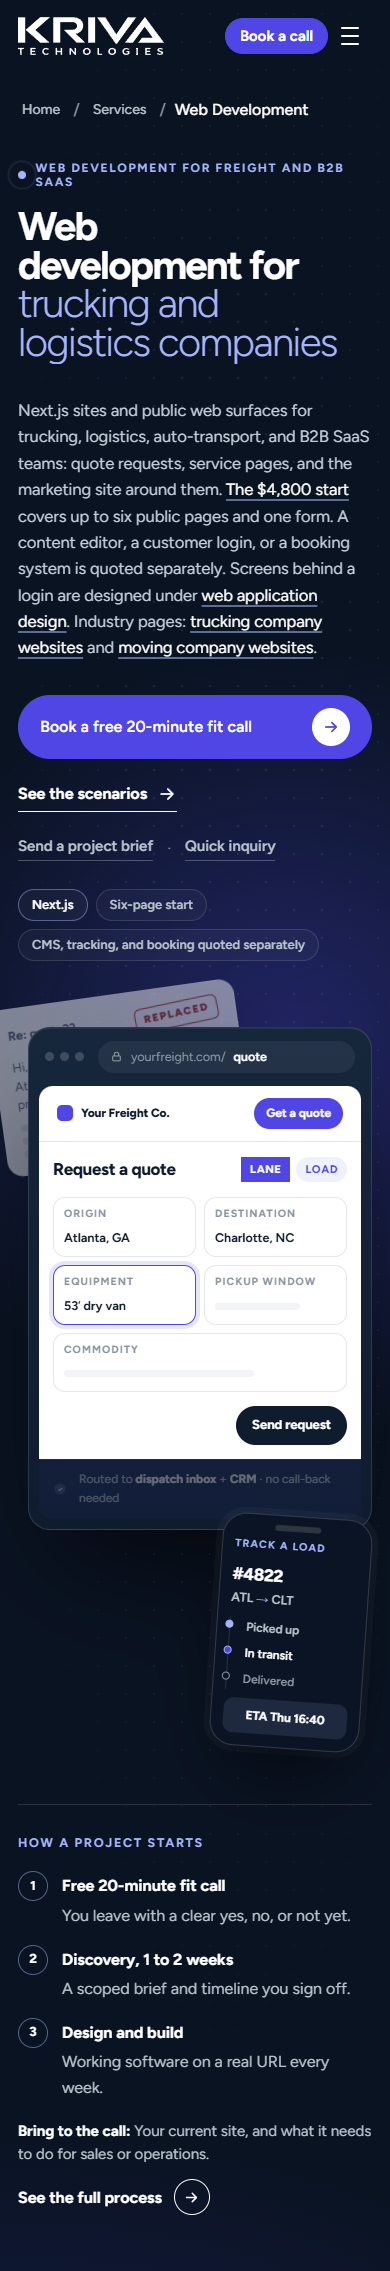 KRIVA
TECHNOLOGIES
Book a call
Home / Services / Web Development
WEB DEVELOPMENT FOR FREIGHT AND B2B
SAAS
Web
development for
trucking and
logistics companies
Next.js sites and public web surfaces for
trucking, logistics, auto-transport, and B2B SaaS
teams: quote requests, service pages, and the
marketing site around them. The $4,800 start
covers up to six public pages and one form. A
content editor, a customer login, or a booking
system is quoted separately. Screens behind a
login are designed under web application
design. Industry pages: trucking company
websites and moving company websites.
Book a free 20-minute fit call →
See the scenarios →
Send a project brief · Quick inquiry
Next.js Six-page start
CMS, tracking, and booking quoted separately
REPLACED
Re:
Hi,
yourfreight.com/ quote
Your Freight Co. Get a quote
Request a quote LANE LOAD
ORIGIN DESTINATION
Atlanta, GA Charlotte, NC
EQUIPMENT PICKUP WINDOW
53' dry van
COMMODITY
Send request
Routed to dispatch inbox + CRM · no call-back
needed
TRACK A LOAD
#4822
ATL → CLT
Picked up
In transit
Delivered
ETA Thu 16:40
HOW A PROJECT STARTS
1 Free 20-minute fit call
You leave with a clear yes, no, or not yet.
2 Discovery, 1 to 2 weeks
A scoped brief and timeline you sign off.
3 Design and build
Working software on a real URL every
week.
Bring to the call: Your current site, and what it needs
to do for sales or operations.
See the full process →